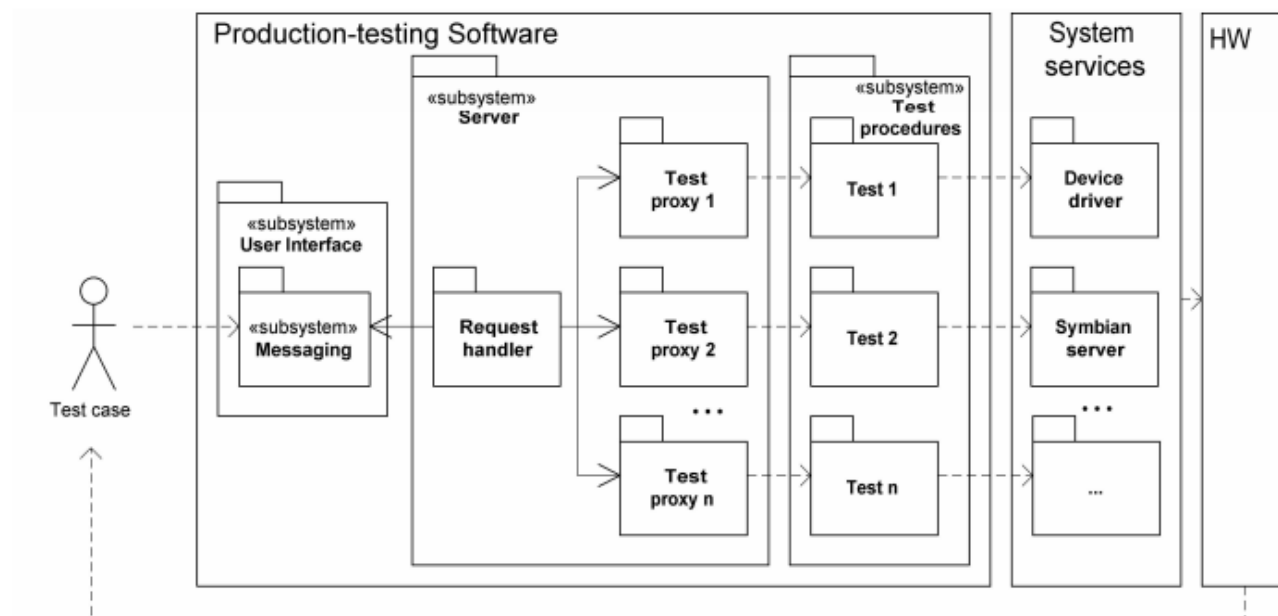 Production-testing Software
System
services
HW
«subsystem»
Server
«subsystem»
Test
procedures
Test
proxy 1
Test 1
Device
driver
«subsystem»
User Interface
«subsystem»
Messaging
Request
handler
Test
proxy 2
Test 2
Symbian
server
Test case
...
...
Test
proxy n
Test n
...